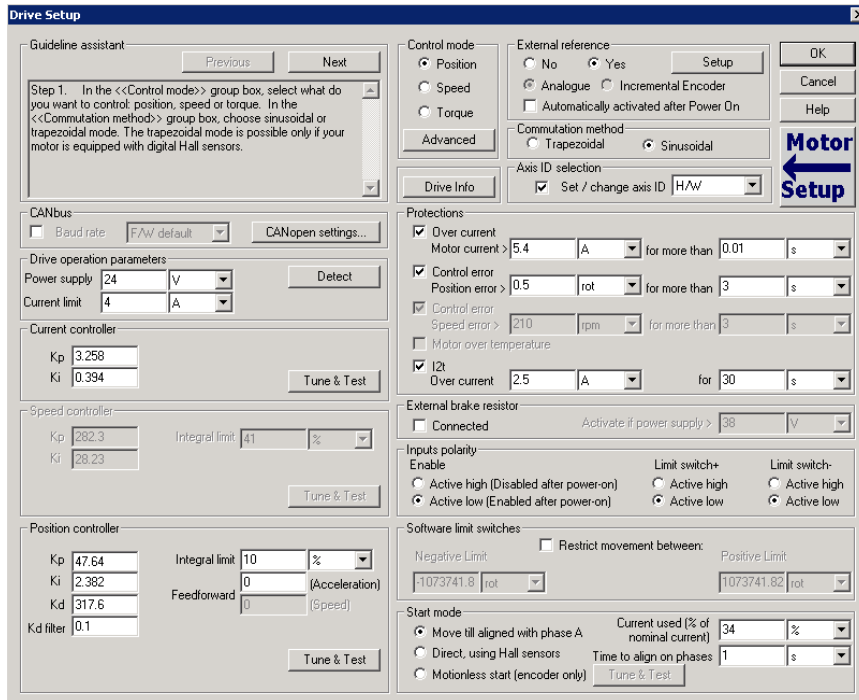 Drive Setup
Guideline assistant
Previous
Next
Step 1. In the <<Control mode>> group box, select what do
you want to control: position, speed or torque. In the
<<Commutation method>> group box, choose sinusoidal or
trapezoidal mode. The trapezoidal mode is possible only if your
motor is equipped with digital Hall sensors.
Control mode
Position
Speed
Torque
Advanced
Drive Info
External reference
No
Yes
Setup
Analogue
Incremental Encoder
Automatically activated after Power On
Commutation method
Trapezoidal
Sinusoidal
Axis ID selection
Set / change axis ID
H/W
OK
Cancel
Help
Motor
Setup
CANbus
Baud rate
F/W default
CANopen settings...
Drive operation parameters
Power supply 24 V
Detect
Current limit 4 A
Current controller
Kp 3.258
Ki 0.394
Tune & Test
Speed controller
Kp 282.3
Integral limit 41 %
Ki 28.23
Tune & Test
Position controller
Kp 47.64
Integral limit 10 %
Ki 2.382
0 (Acceleration)
Feedforward
Kd 317.6
0 (Speed)
Kd filter 0.1
Tune & Test
Protections
Over current
Motor current > 5.4 A for more than 0.01 s
Control error
Position error > 0.5 rot for more than 3 s
Control error
Speed error > 210 rpm for more than 3 s
Motor over temperature
I2t
Over current 2.5 A for 30 s
External brake resistor
Connected
Activate if power supply > 38 V
Inputs polarity
Enable
Active high (Disabled after power-on)
Active low (Enabled after power-on)
Limit switch+
Active high
Active low
Limit switch-
Active high
Active low
Software limit switches
Restrict movement between:
Negative Limit
Positive Limit
-1073741.8 rot
1073741.82 rot
Start mode
Move till aligned with phase A
Direct, using Hall sensors
Motionless start (encoder only)
Current used (% of
nominal current) 34 %
Time to align on phases 1 s
Tune & Test